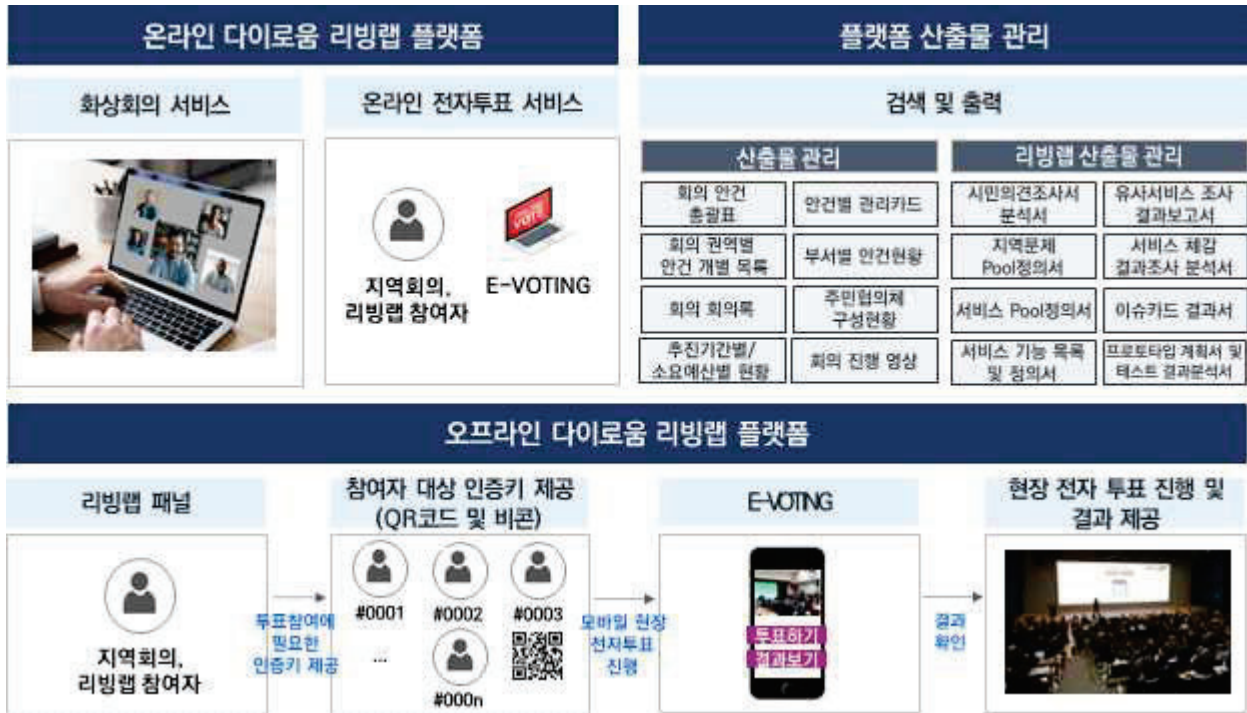 온라인 다이로움 리빙랩 플랫폼
화상회의 서비스
온라인 전자투표 서비스
VOTE
지역회의,
리빙랩 참여자
E-VOTING
플랫폼 산출물 관리
검색 및 출력
산출물 관리
회의 안건
총괄표
안건별 관리카드
회의 권역별
안건 개별 목록
부서별 안건현황
회의 회의록
주민협의체
구성현황
추진기간별/
소요예산별 현황
회의 진행 영상
리빙랩 산출물 관리
시민의견조사서
분석서
유사서비스 조사
결과보고서
지역문제
Pool정의서
서비스 체감
결과조사 분석서
서비스 Pool정의서
이슈카드 결과서
서비스 기능 목록
및 정의서
프로토타입 계획서 및
테스트 결과분석서
오프라인 다이로움 리빙랩 플랫폼
리빙랩 패널
지역회의,
리빙랩 참여자
투표참여에
필요한
인증키 제공
참여자 대상 인증키 제공
(QR코드 및 비콘)
#0001
#0002
#0003
...
#000n
모바일 현장
전자투표
진행
E-VOTING
투표하기
결과보기
결과
확인
현장 전자 투표 진행 및
결과 제공